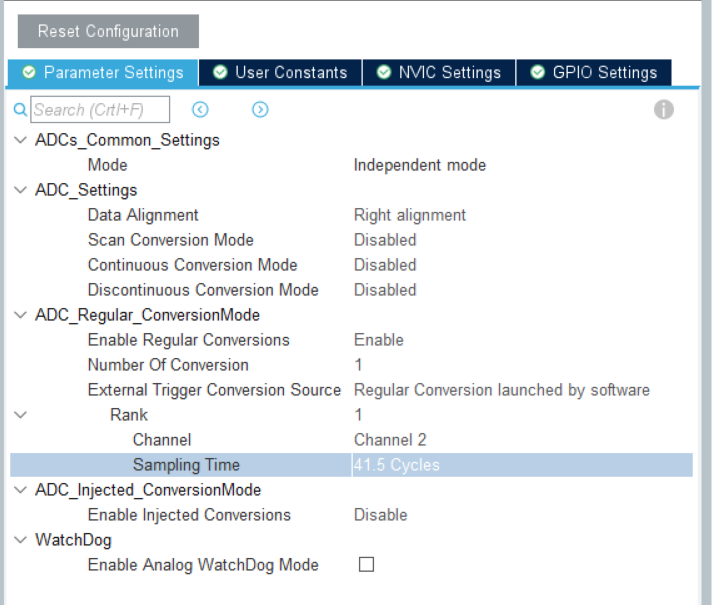 Reset Configuration
Parameter Settings User Constants NVIC Settings GPIO Settings
Search (Crtl+F)
ADCs_Common_Settings
Mode Independent mode
ADC_Settings
Data Alignment Right alignment
Scan Conversion Mode Disabled
Continuous Conversion Mode Disabled
Discontinuous Conversion Mode Disabled
ADC_Regular_ConversionMode
Enable Regular Conversions Enable
Number Of Conversion 1
External Trigger Conversion Source Regular Conversion launched by software
Rank 1
Channel Channel 2
Sampling Time 41.5 Cycles
ADC_Injected_ConversionMode
Enable Injected Conversions Disable
WatchDog
Enable Analog WatchDog Mode